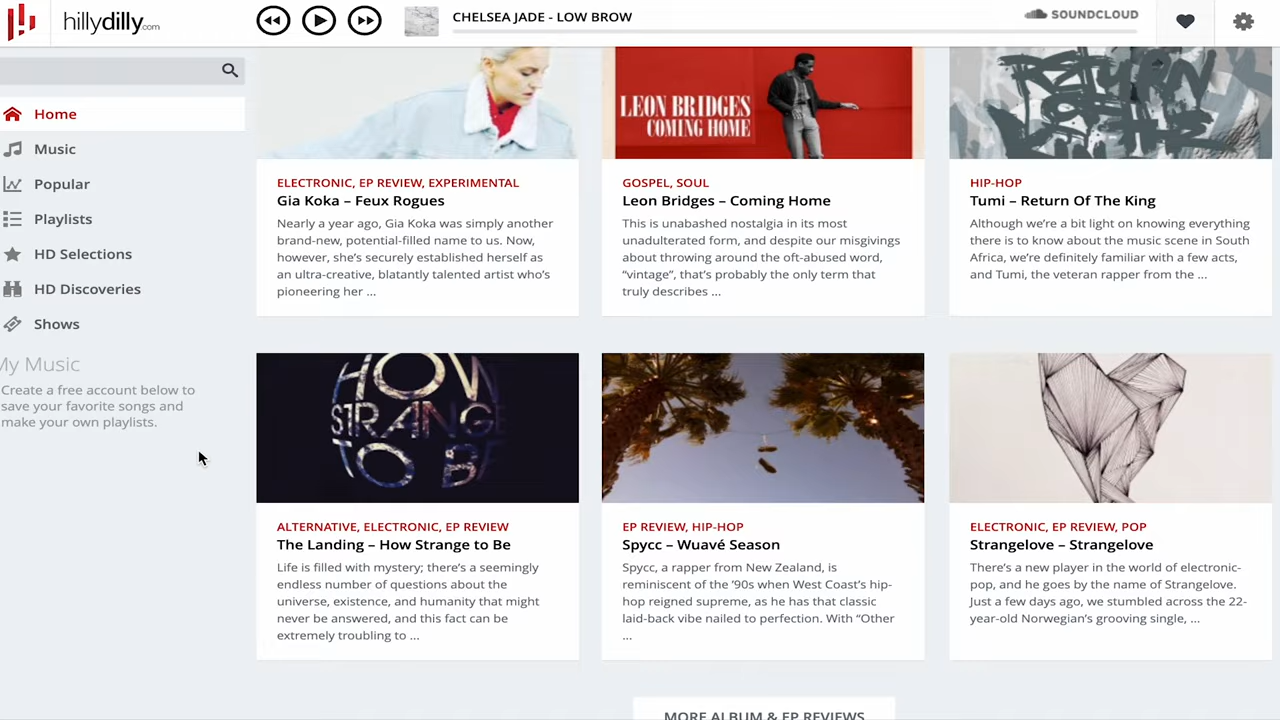 hillydilly.com
CHELSEA JADE - LOW BROW
SOUNDCLOUD
Home
Music
Popular
Playlists
HD Selections
HD Discoveries
Shows
My Music
Create a free account below to
save your favorite songs and
make your own playlists.
ELECTRONIC, EP REVIEW, EXPERIMENTAL
Gia Koka – Feux Rogues
Nearly a year ago, Gia Koka was simply another
brand-new, potential-filled name to us. Now,
however, she's securely established herself as
an ultra-creative, blatantly talented artist who's
pioneering her ...
LEON BRIDGES
COMING HOME
GOSPEL, SOUL
Leon Bridges – Coming Home
This is unabashed nostalgia in its most
unadulterated form, and despite our misgivings
about throwing around the oft-abused word,
“vintage”, that's probably the only term that
truly describes ...
RETURN
OF THE
HIP-HOP
Tumi – Return Of The King
Although we're a bit light on knowing everything
there is to know about the music scene in South
Africa, we're definitely familiar with a few acts,
and Tumi, the veteran rapper from the ...
HOW
STRANGE
TO B
ALTERNATIVE, ELECTRONIC, EP REVIEW
The Landing – How Strange to Be
Life is filled with mystery; there's a seemingly
endless number of questions about the
universe, existence, and humanity that might
never be answered, and this fact can be
extremely troubling to ...
EP REVIEW, HIP-HOP
Spycc – Wuavé Season
Spycc, a rapper from New Zealand, is
reminiscent of the '90s when West Coast's hip-
hop reigned supreme, as he has that classic
laid-back vibe nailed to perfection. With “Other
...
ELECTRONIC, EP REVIEW, POP
Strangelove – Strangelove
There's a new player in the world of electronic-
pop, and he goes by the name of Strangelove.
Just a few days ago, we stumbled across the 22-
year-old Norwegian's grooving single, ...
MORE ALBUM & EP REVIEWS